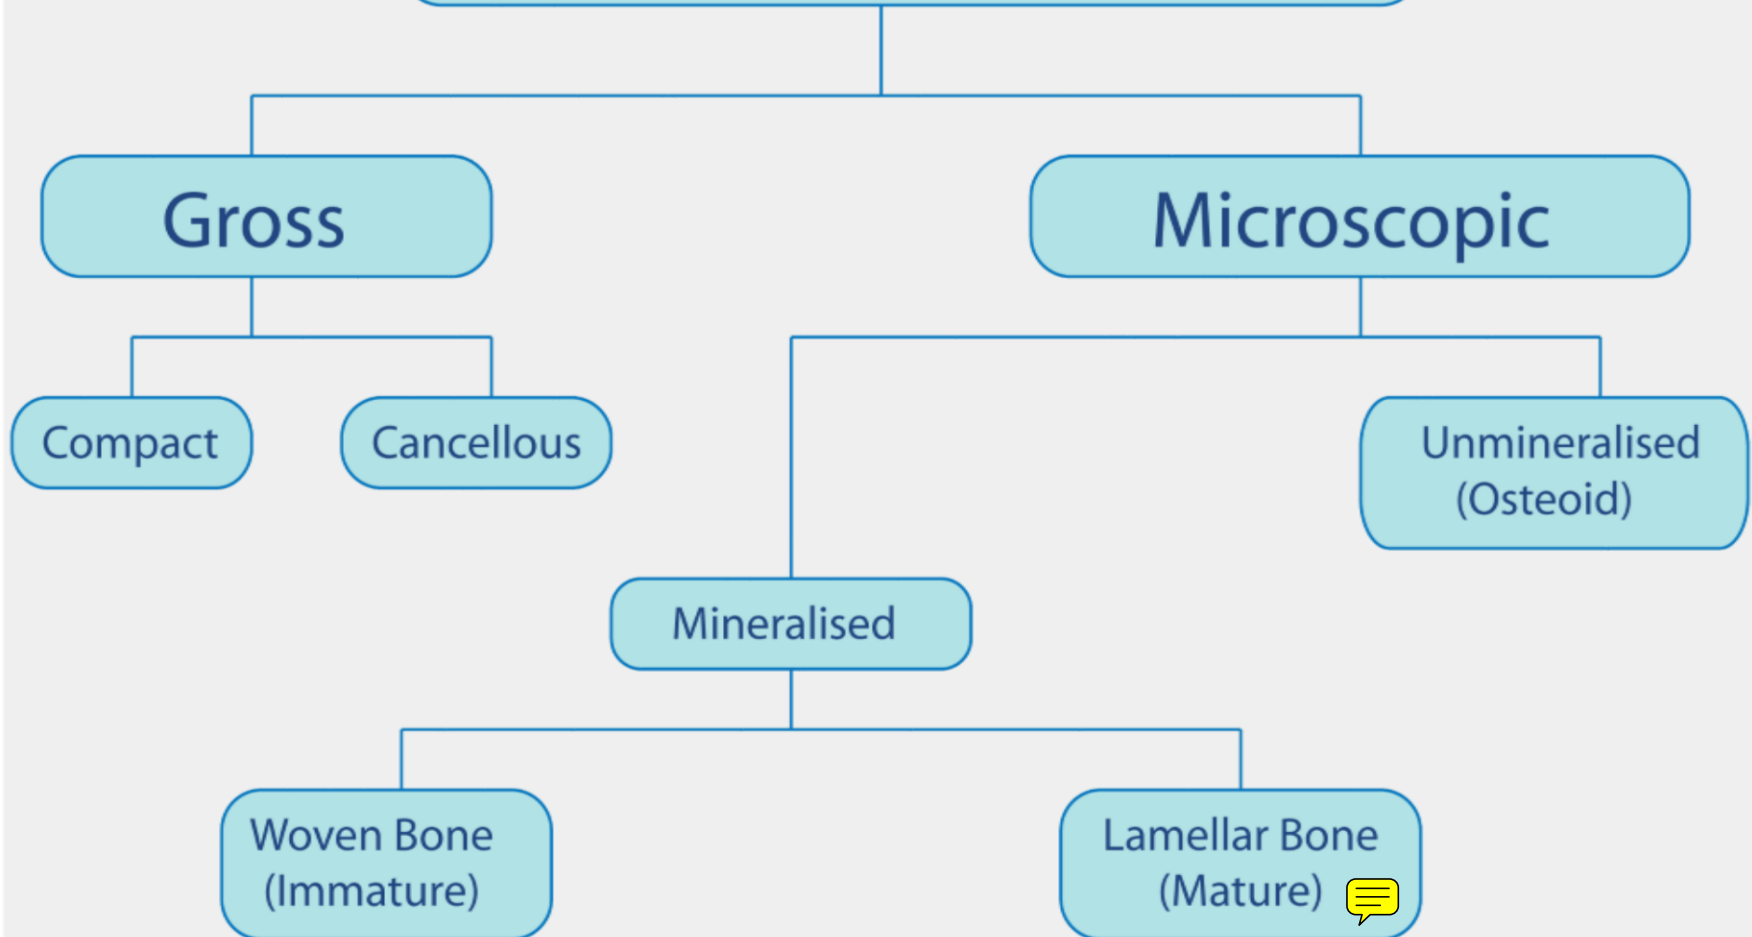 Gross
Microscopic
Compact
Cancellous
Unmineralised
(Osteoid)
Mineralised
Woven Bone
(Immature)
Lamellar Bone
(Mature)